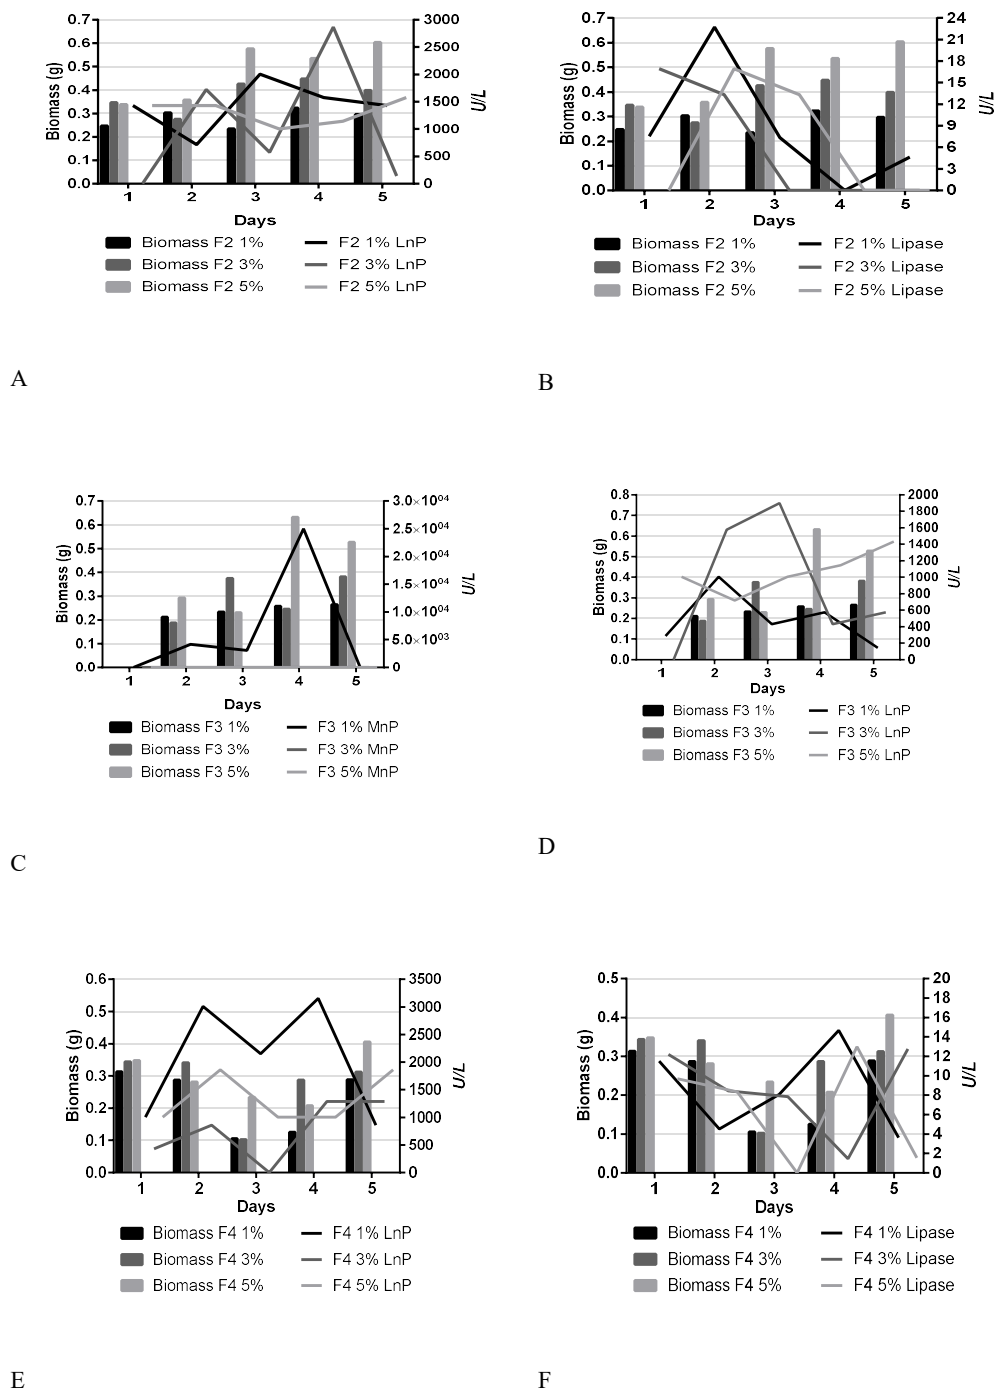 0.7
0.6
0.5
0.4
0.3
0.2
0.1
0.0
Biomass (g)
3000
2500
2000
1500
1000
500
0
U/L
1 2 3 4 5
Days
Biomass F2 1% F2 1% LnP
Biomass F2 3% F2 3% LnP
Biomass F2 5% F2 5% LnP
A
0.7
0.6
0.5
0.4
0.3
0.2
0.1
0.0
Biomass (g)
24
21
18
15
12
9
6
3
0
U/L
1 2 3 4 5
Days
Biomass F2 1% F2 1% Lipase
Biomass F2 3% F2 3% Lipase
Biomass F2 5% F2 5% Lipase
B
0.7
0.6
0.5
0.4
0.3
0.2
0.1
0.0
Biomass (g)
3.0×10⁰⁴
2.5×10⁰⁴
2.0×10⁰⁴
1.5×10⁰⁴
1.0×10⁰⁴
5.0×10⁰³
0
U/L
1 2 3 4 5
Days
Biomass F3 1% F3 1% MnP
Biomass F3 3% F3 3% MnP
Biomass F3 5% F3 5% MnP
C
0.8
0.7
0.6
0.5
0.4
0.3
0.2
0.1
0.0
Biomass (g)
2000
1800
1600
1400
1200
1000
800
600
400
200
0
U/L
1 2 3 4 5
Days
Biomass F3 1% F3 1% LnP
Biomass F3 3% F3 3% LnP
Biomass F3 5% F3 5% LnP
D
0.6
0.5
0.4
0.3
0.2
0.1
0.0
Biomass (g)
3500
3000
2500
2000
1500
1000
500
0
U/L
1 2 3 4 5
Days
Biomass F4 1% F4 1% LnP
Biomass F4 3% F4 3% LnP
Biomass F4 5% F4 5% LnP
E
0.5
0.4
0.3
0.2
0.1
0.0
Biomass (g)
20
18
16
14
12
10
8
6
4
2
0
U/L
1 2 3 4 5
Days
Biomass F4 1% F4 1% Lipase
Biomass F4 3% F4 3% Lipase
Biomass F4 5% F4 5% Lipase
F